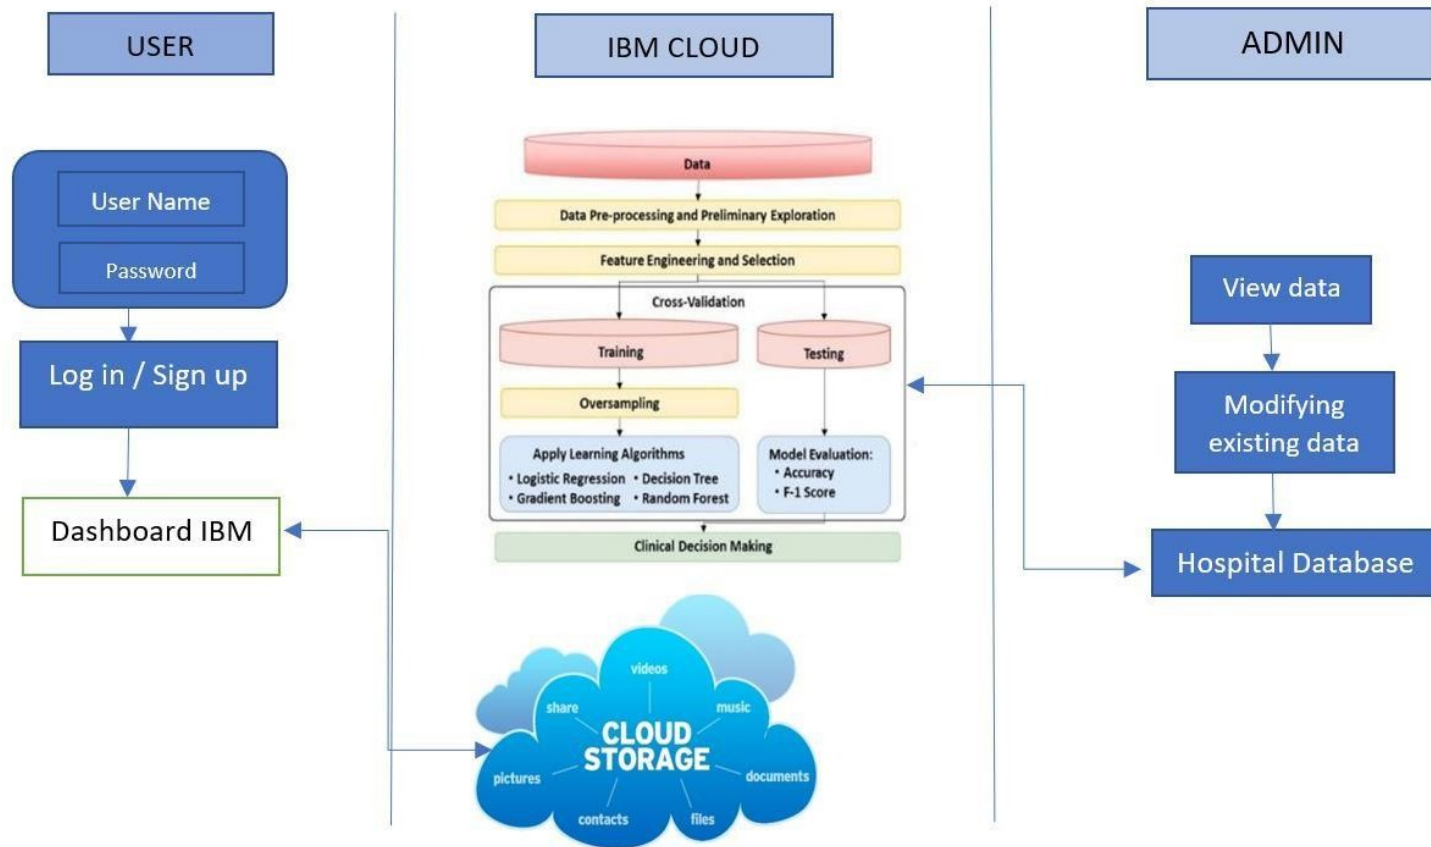 USER
IBM CLOUD
ADMIN
User Name
Password
Log in / Sign up
Dashboard IBM
Data
Data Pre-processing and Preliminary Exploration
Feature Engineering and Selection
Cross-Validation
Training
Testing
Oversampling
Apply Learning Algorithms
• Logistic Regression • Decision Tree
• Gradient Boosting • Random Forest
Model Evaluation:
• Accuracy
• F-1 Score
Clinical Decision Making
videos
share
music
CLOUD
STORAGE
pictures
documents
contacts
files
View data
Modifying
existing data
Hospital Database